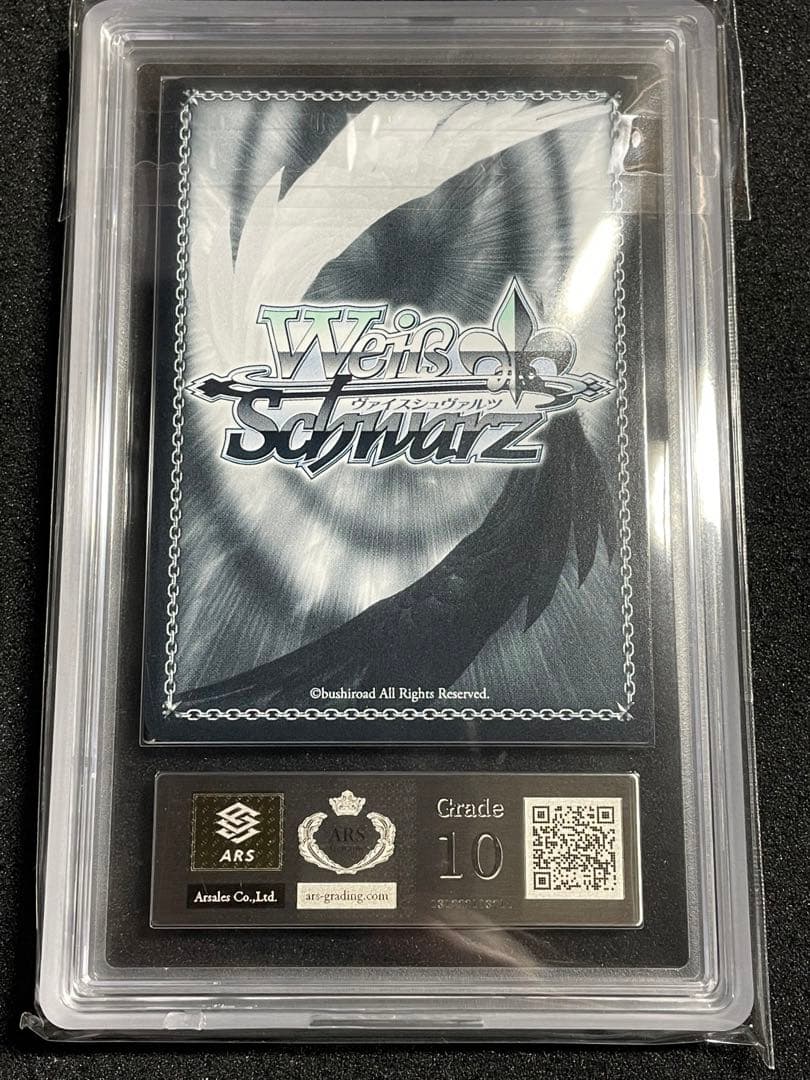 Weiß
ヴァイスシュヴァルツ
Schwarz
©bushiroad All Rights Reserved.
ARS
ARS
Grade
10
Arsales Co.,Ltd.
ars-grading.com